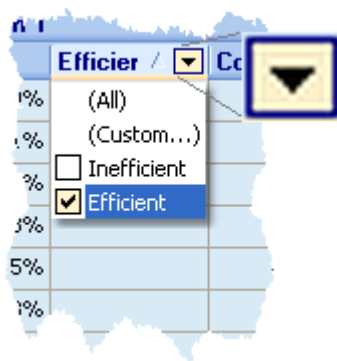 Efficier Co
% (All)
% (Custom...)
% Inefficient
% Efficient
5%
%